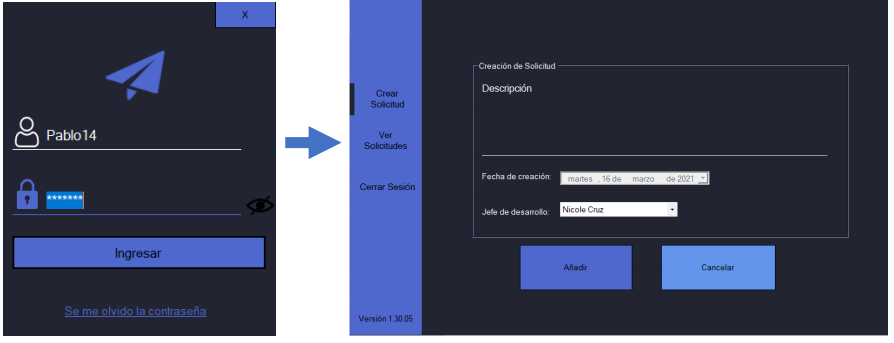 X
Pablo14
*******
Ingresar
Se me olvido la contraseña
Crear
Solicitud
Ver
Solicitudes
Cerrar Sesión
Versión 1.30.05
Creación de Solicitud
Descripción
Fecha de creación: martes , 16 de marzo de 2021
Jefe de desarrollo: Nicole Cruz
Añadir
Cancelar